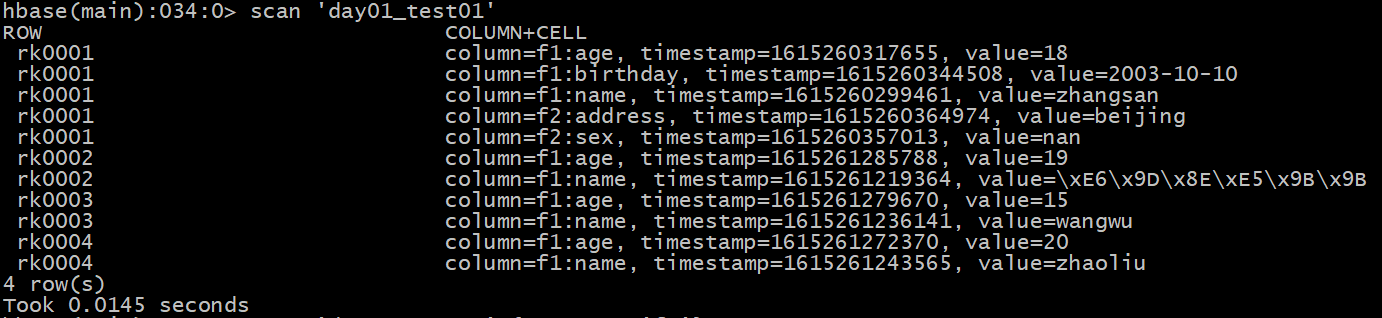 hbase(main):034:0> scan 'day01_test01'
ROW COLUMN+CELL
rk0001 column=f1:age, timestamp=1615260317655, value=18
rk0001 column=f1:birthday, timestamp=1615260344508, value=2003-10-10
rk0001 column=f1:name, timestamp=1615260299461, value=zhangsan
rk0001 column=f2:address, timestamp=1615260364974, value=beijing
rk0001 column=f2:sex, timestamp=1615260357013, value=nan
rk0002 column=f1:age, timestamp=1615261285788, value=19
rk0002 column=f1:name, timestamp=1615261219364, value=\xE6\x9D\x8E\xE5\x9B\x9B
rk0003 column=f1:age, timestamp=1615261279670, value=15
rk0003 column=f1:name, timestamp=1615261236141, value=wangwu
rk0004 column=f1:age, timestamp=1615261272370, value=20
rk0004 column=f1:name, timestamp=1615261243565, value=zhaoliu
4 row(s)
Took 0.0145 seconds